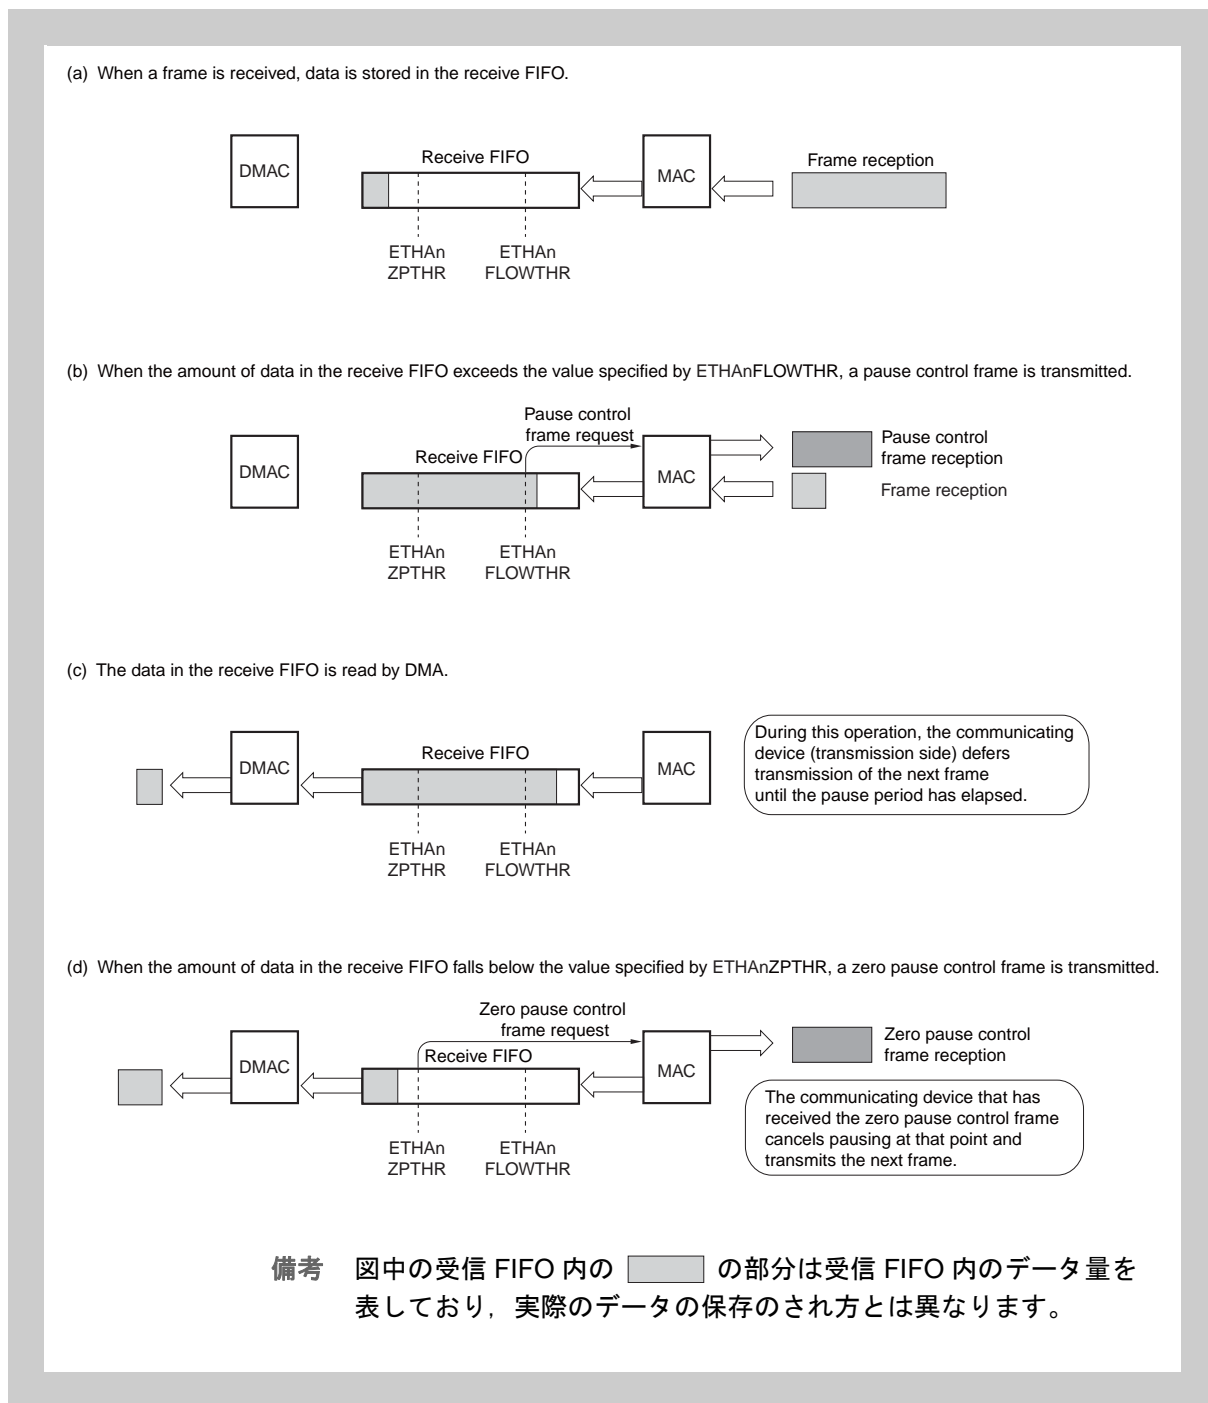 (a) When a frame is received, data is stored in the receive FIFO.
DMAC
Receive FIFO
MAC
Frame reception
ETHAn
ZPTHR
ETHAn
FLOWTHR
(b) When the amount of data in the receive FIFO exceeds the value specified by ETHAnFLOWTHR, a pause control frame is transmitted.
Pause control
frame request
DMAC
Receive FIFO
MAC
Pause control
frame reception
Frame reception
ETHAn
ZPTHR
ETHAn
FLOWTHR
(c) The data in the receive FIFO is read by DMA.
DMAC
Receive FIFO
MAC
During this operation, the communicating
device (transmission side) defers
transmission of the next frame
until the pause period has elapsed.
ETHAn
ZPTHR
ETHAn
FLOWTHR
(d) When the amount of data in the receive FIFO falls below the value specified by ETHAnZPTHR, a zero pause control frame is transmitted.
Zero pause control
frame request
DMAC
Receive FIFO
MAC
Zero pause control
frame reception
The communicating device that has
received the zero pause control frame
cancels pausing at that point and
transmits the next frame.
ETHAn
ZPTHR
ETHAn
FLOWTHR
備考 図中の受信 FIFO 内の の部分は受信 FIFO 内のデータ量を
表しており，実際のデータの保存のされ方とは異なります。